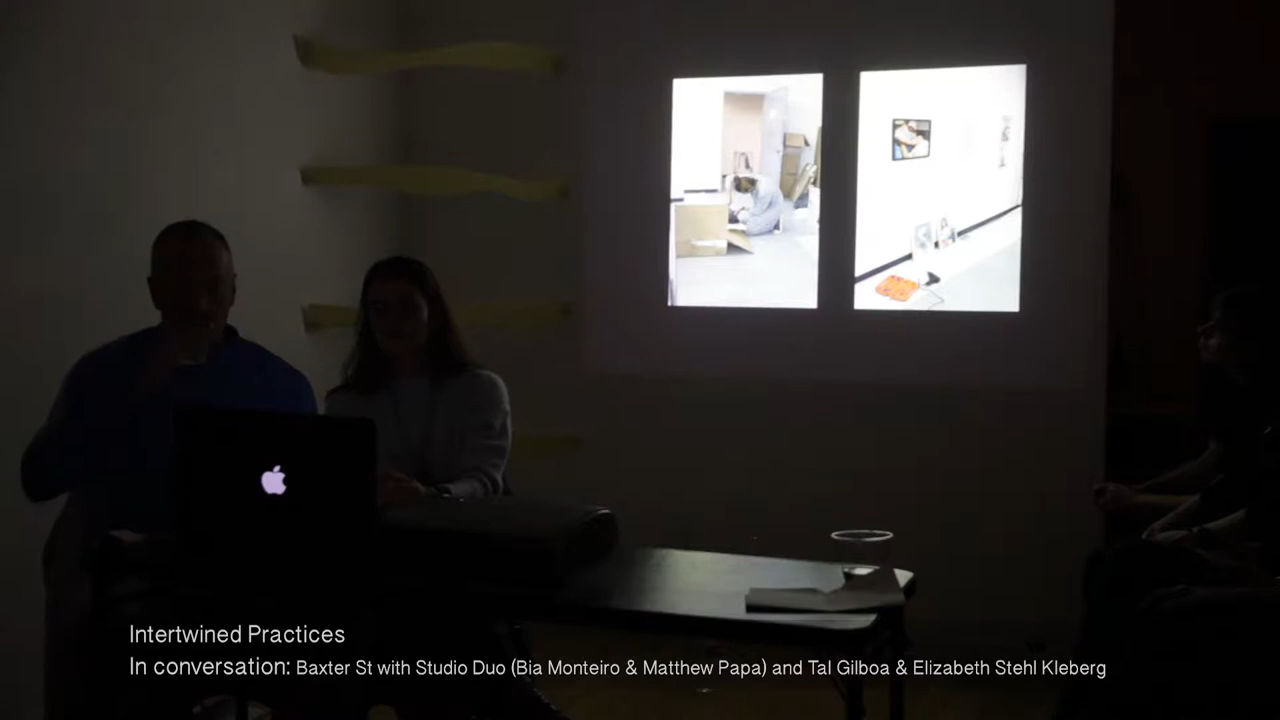 Intertwined Practices
In conversation: Baxter St with Studio Duo (Bia Monteiro & Matthew Papa) and Tal Gilboa & Elizabeth Stehl Kleberg